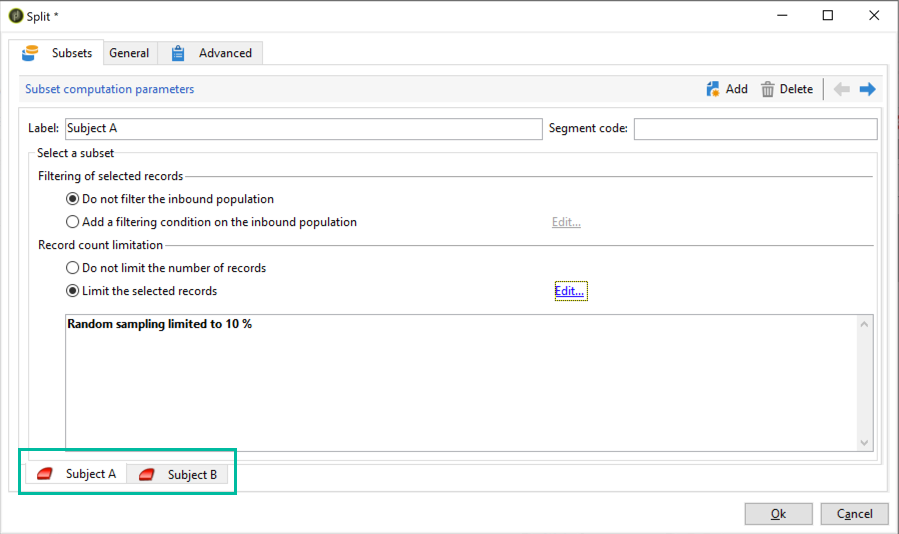 Split *
Subsets General Advanced
Subset computation parameters Add Delete
Label: Subject A Segment code:
Select a subset
Filtering of selected records
Do not filter the inbound population
Add a filtering condition on the inbound population Edit...
Record count limitation
Do not limit the number of records
Limit the selected records Edit...
Random sampling limited to 10 %
Subject A Subject B
Ok Cancel